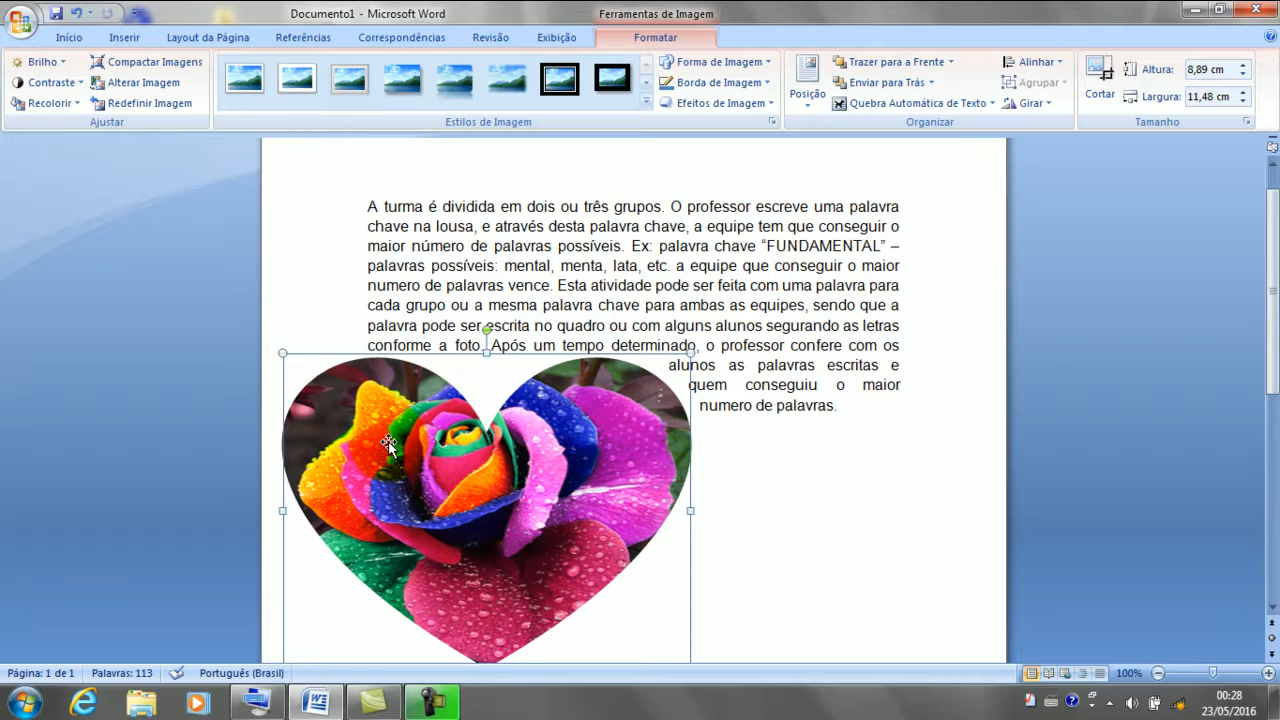 Documento1 - Microsoft Word
Ferramentas de Imagem
Início Inserir Layout da Página Referências Correspondências Revisão Exibição Formatar
Brilho Compactar Imagens Forma de Imagem Trazer para a Frente Alinhar Altura: 8,89 cm
Contraste Alterar Imagem Borda de Imagem Posição Enviar para Trás Agrupar Cortar
Recolorir Redefinir Imagem Efeitos de Imagem Quebra Automática de Texto Girar Largura: 11,48 cm
Ajustar Estilos de Imagem Organizar Tamanho
A turma é dividida em dois ou três grupos. O professor escreve uma palavra
chave na lousa, e através desta palavra chave, a equipe tem que conseguir o
maior número de palavras possíveis. Ex: palavra chave “FUNDAMENTAL” –
palavras possíveis: mental, menta, lata, etc. a equipe que conseguir o maior
numero de palavras vence. Esta atividade pode ser feita com uma palavra para
cada grupo ou a mesma palavra chave para ambas as equipes, sendo que a
palavra pode ser escrita no quadro ou com alguns alunos segurando as letras
conforme a foto. Após um tempo determinado, o professor confere com os
alunos as palavras escritas e
quem conseguiu o maior
numero de palavras.
Página: 1 de 1 Palavras: 113 Português (Brasil) 100%
00:28
23/05/2016